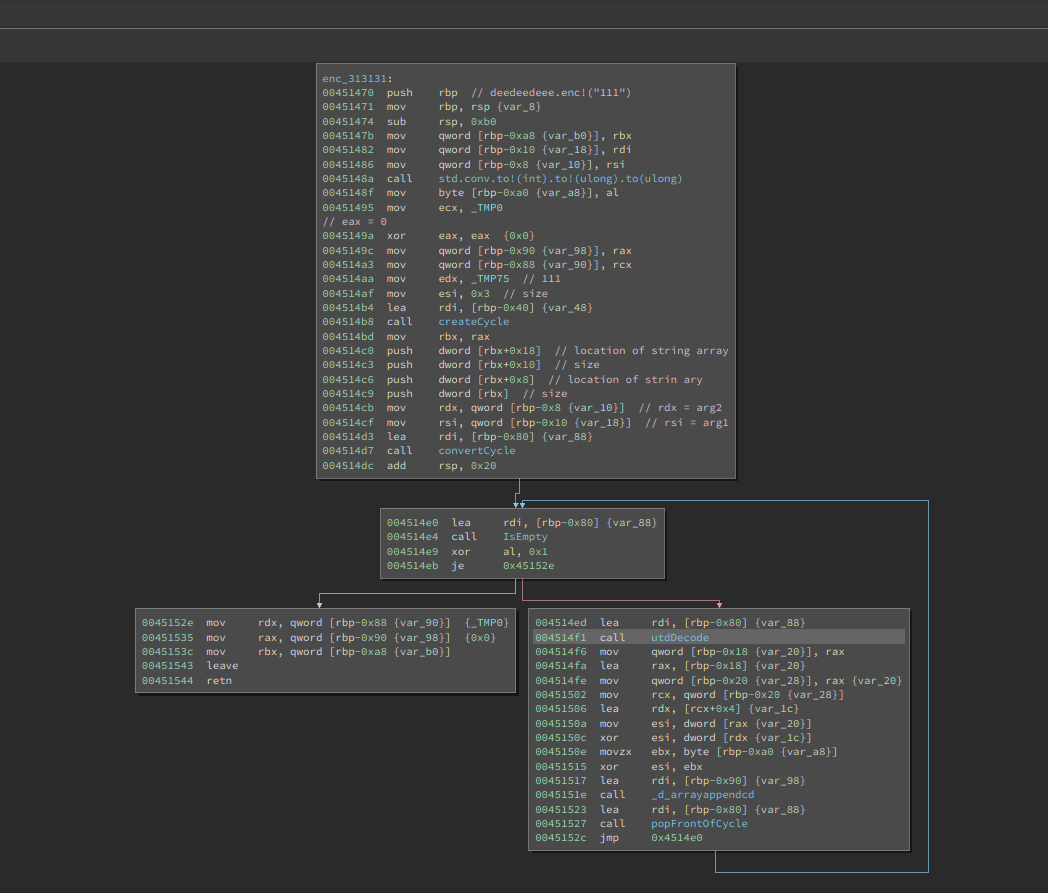 enc_313131:
00451470 push rbp // deedeedeee.enc!("111")
00451471 mov rbp, rsp {var_8}
00451474 sub rsp, 0xb0
0045147b mov qword [rbp-0xa8 {var_b0}], rbx
00451482 mov qword [rbp-0x10 {var_18}], rdi
00451486 mov qword [rbp-0x8 {var_10}], rsi
0045148a call std.conv.to!(int).to!(ulong).to(ulong)
0045148f mov byte [rbp-0xa0 {var_a8}], al
00451495 mov ecx, _TMP0
// eax = 0
0045149a xor eax, eax {0x0}
0045149c mov qword [rbp-0x90 {var_98}], rax
004514a3 mov qword [rbp-0x88 {var_90}], rcx
004514aa mov edx, _TMP75 // 111
004514af mov esi, 0x3 // size
004514b4 lea rdi, [rbp-0x40] {var_48}
004514b8 call createCycle
004514bd mov rbx, rax
004514c0 push dword [rbx+0x18] // location of string array
004514c3 push dword [rbx+0x10] // size
004514c6 push dword [rbx+0x8] // location of strin ary
004514c9 push dword [rbx] // size
004514cb mov rdx, qword [rbp-0x8 {var_10}] // rdx = arg2
004514cf mov rsi, qword [rbp-0x10 {var_18}] // rsi = arg1
004514d3 lea rdi, [rbp-0x80] {var_88}
004514d7 call convertCycle
004514dc add rsp, 0x20
004514e0 lea rdi, [rbp-0x80] {var_88}
004514e4 call IsEmpty
004514e9 xor al, 0x1
004514eb je 0x45152e
0045152e mov rdx, qword [rbp-0x88 {var_90}] {_TMP0}
00451535 mov rax, qword [rbp-0x90 {var_98}] {0x0}
0045153c mov rbx, qword [rbp-0xa8 {var_b0}]
00451543 leave
00451544 retn
004514ed lea rdi, [rbp-0x80] {var_88}
004514f1 call utdDecode
004514f6 mov qword [rbp-0x18 {var_20}], rax
004514fa lea rax, [rbp-0x18] {var_20}
004514fe mov qword [rbp-0x20 {var_28}], rax {var_20}
00451502 mov rcx, qword [rbp-0x20 {var_28}]
00451506 lea rdx, [rcx+0x4] {var_1c}
0045150a mov esi, dword [rax {var_20}]
0045150c xor esi, dword [rdx {var_1c}]
0045150e movzx ebx, byte [rbp-0xa0 {var_a8}]
00451515 xor esi, ebx
00451517 lea rdi, [rbp-0x90] {var_98}
0045151e call _d_arrayappendcd
00451523 lea rdi, [rbp-0x80] {var_88}
00451527 call popFrontOfCycle
0045152c jmp 0x4514e0